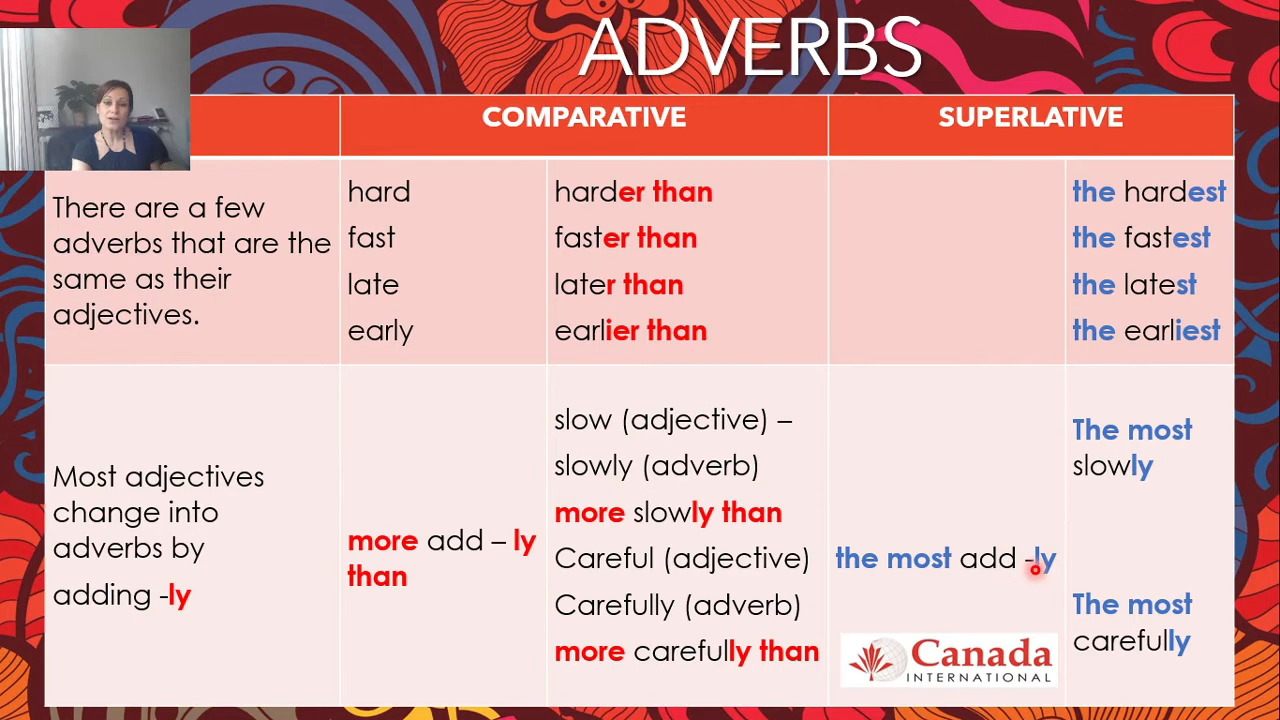 ADVERBS
COMPARATIVE
SUPERLATIVE
There are a few
adverbs that are the
same as their
adjectives.
hard
fast
late
early
harder than
faster than
later than
earlier than
the hardest
the fastest
the latest
the earliest
Most adjectives
change into
adverbs by
adding -ly
more add – ly
than
slow (adjective) –
slowly (adverb)
more slowly than
Careful (adjective)
Carefully (adverb)
more carefully than
the most add -ly
The most
slowly
The most
carefully
Canada
INTERNATIONAL